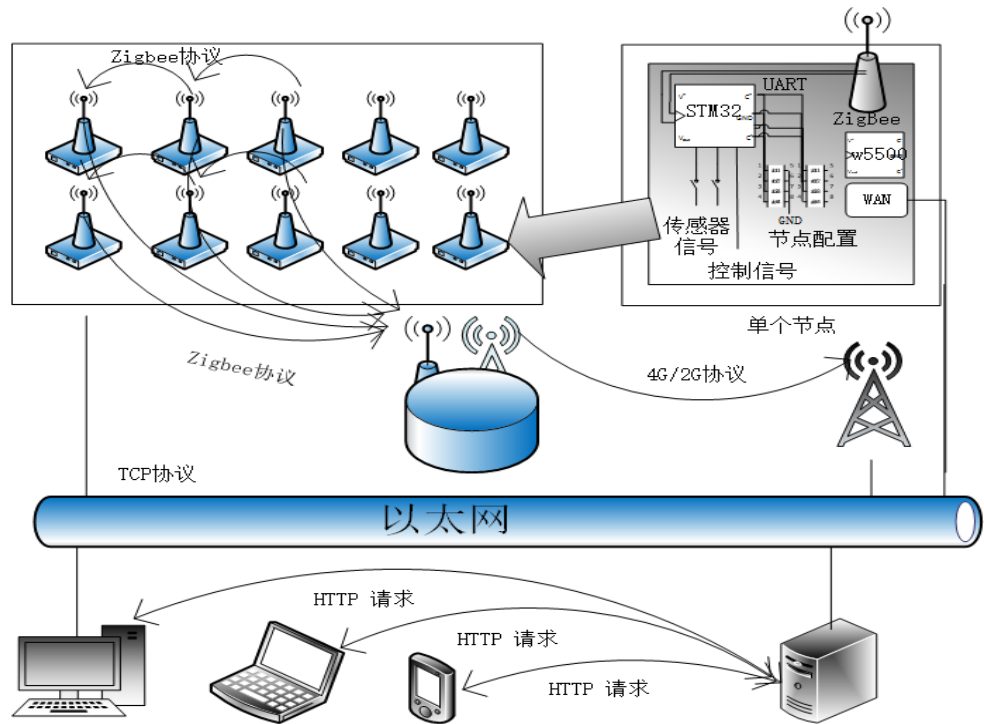 Zigbee协议
UART
STM32
GND
ZigBee
w5500
WAN
传感器
信号
GND
节点配置
控制信号
单个节点
Zigbee协议
4G/2G协议
TCP协议
以太网
HTTP 请求
HTTP 请求
HTTP 请求